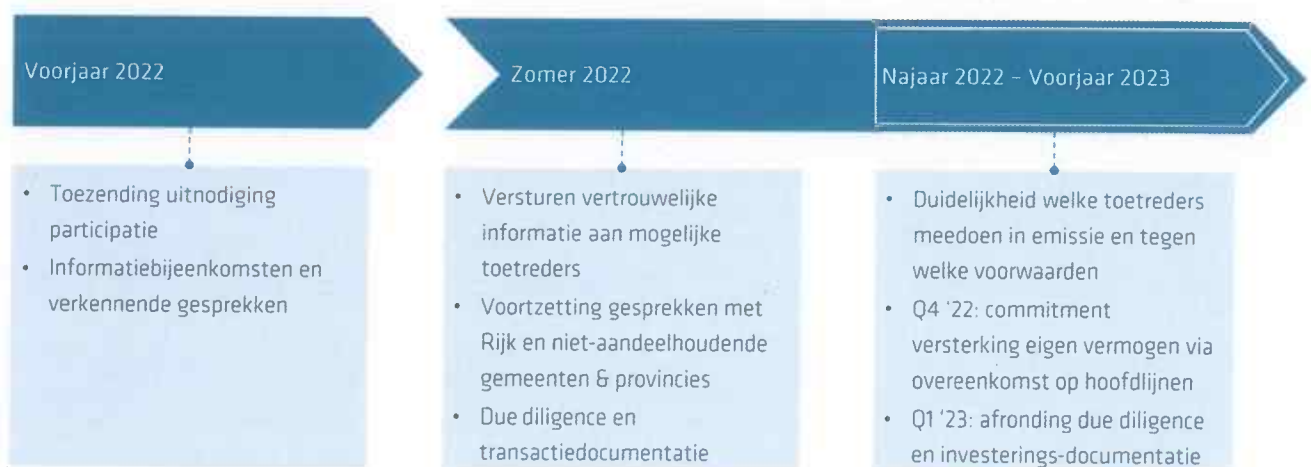 Voorjaar 2022
• Toezending uitnodiging
participatie
• Informatiebijeenkomsten en
verkennende gesprekken
Zomer 2022
• Versturen vertrouwelijke
informatie aan mogelijke
toetreders
• Voortzetting gesprekken met
Rijk en niet-aandeelhoudende
gemeenten & provincies
• Due diligence en
transactiedocumentatie
Najaar 2022 – Voorjaar 2023
• Duidelijkheid welke toetreders
meedoen in emissie en tegen
welke voorwaarden
• Q4 '22: commitment
versterking eigen vermogen via
overeenkomst op hoofdlijnen
• Q1 '23: afronding due diligence
en investerings-documentatie